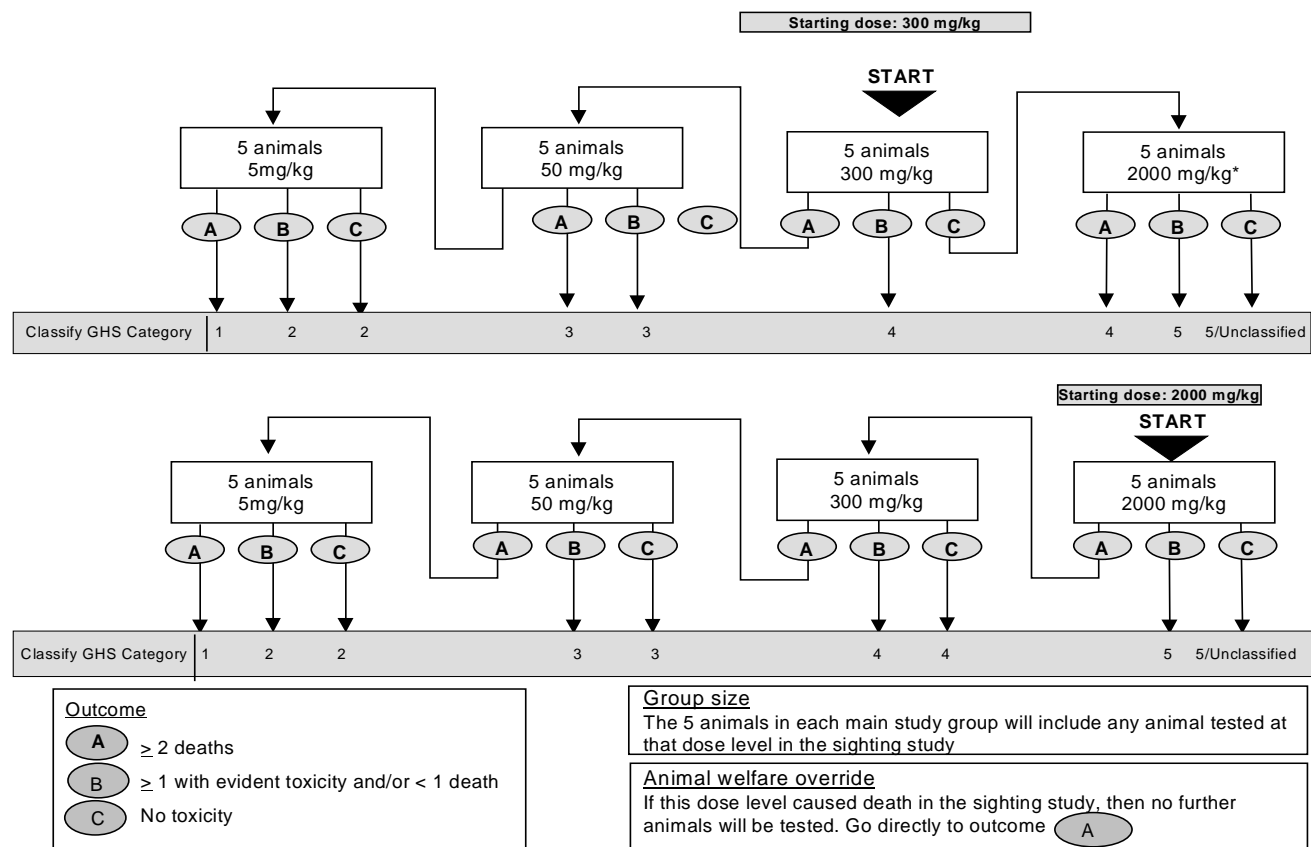 Starting dose: 300 mg/kg
START
5 animals
5mg/kg
5 animals
50 mg/kg
5 animals
300 mg/kg
5 animals
2000 mg/kg*
A B C A B C A B C A B C
Classify GHS Category 1 2 2 3 3 4 4 5 5/Unclassified
Starting dose: 2000 mg/kg
START
5 animals
5mg/kg
5 animals
50 mg/kg
5 animals
300 mg/kg
5 animals
2000 mg/kg
A B C A B C A B C A B C
Classify GHS Category 1 2 2 3 3 4 4 5 5/Unclassified
Outcome
A ≥ 2 deaths
B ≥ 1 with evident toxicity and/or < 1 death
C No toxicity
Group size
The 5 animals in each main study group will include any animal tested at
that dose level in the sighting study
Animal welfare override
If this dose level caused death in the sighting study, then no further
animals will be tested. Go directly to outcome A